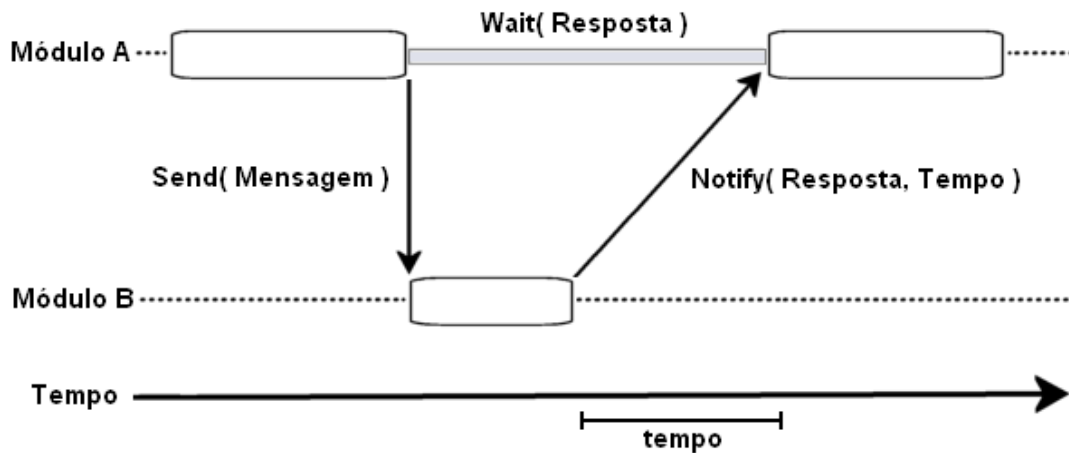 Wait( Resposta )
Módulo A
Send( Mensagem )
Notify( Resposta, Tempo )
Módulo B
Tempo
tempo